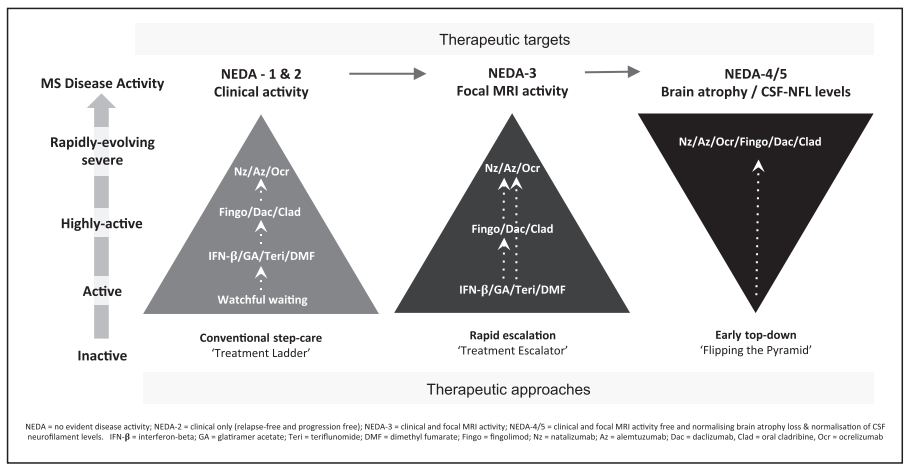 Therapeutic targets
MS Disease Activity
Rapidly-evolving
severe
Highly-active
Active
Inactive
NEDA - 1 & 2
Clinical activity
Nz/Az/Ocr
Fingo/Dac/Clad
IFN-β/GA/Teri/DMF
Watchful waiting
Conventional step-care
'Treatment Ladder'
NEDA-3
Focal MRI activity
Nz/Az/Ocr
Fingo/Dac/Clad
IFN-β/GA/Teri/DMF
Rapid escalation
'Treatment Escalator'
NEDA-4/5
Brain atrophy / CSF-NFL levels
Nz/Az/Ocr/Fingo/Dac/Clad
Early top-down
'Flipping the Pyramid'
Therapeutic approaches
NEDA = no evident disease activity; NEDA-2 = clinical only (relapse-free and progression free); NEDA-3 = clinical and focal MRI activity; NEDA-4/5 = clinical and focal MRI activity free and normalising brain atrophy loss & normalisation of CSF
neurofilament levels. IFN-β = interferon-beta; GA = glatiramer acetate; Teri = teriflunomide; DMF = dimethyl fumarate; Fingo = fingolimod; Nz = natalizumab; Az = alemtuzumab; Dac = daclizumab, Clad = oral cladribine, Ocr = ocrelizumab